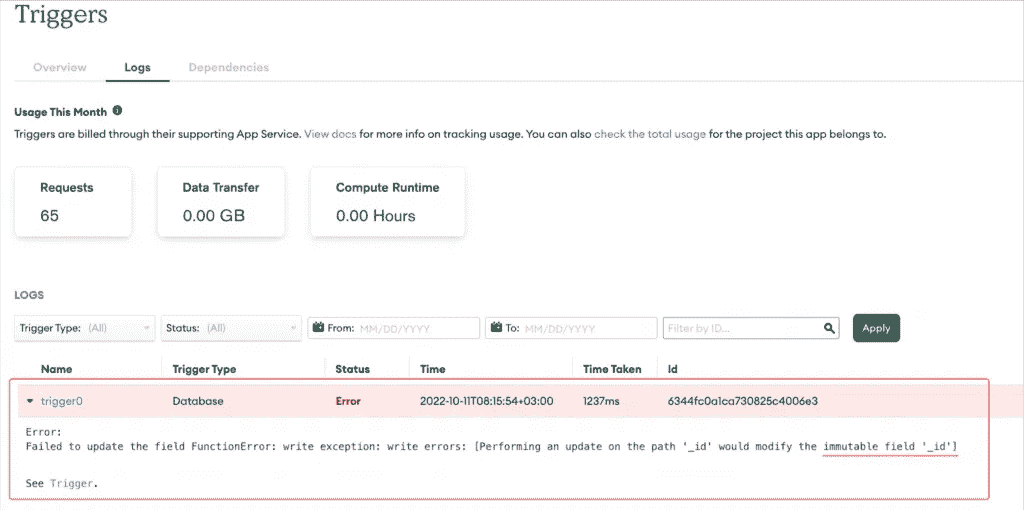 Triggers
Overview Logs Dependencies
Usage This Month
Triggers are billed through their supporting App Service. View docs for more info on tracking usage. You can also check the total usage for the project this app belongs to.
Requests Data Transfer Compute Runtime
65 0.00 GB 0.00 Hours
LOGS
Trigger Type: (All) Status: (All) From: MM/DD/YYYY To: MM/DD/YYYY Filter by ID... Apply
Name Trigger Type Status Time Time Taken Id
trigger0 Database Error 2022-10-11T08:15:54+03:00 1237ms 6344fc0a1ca730825c4006e3
Error:
Failed to update the field FunctionError: write exception: write errors: [Performing an update on the path '_id' would modify the immutable field '_id']
See Trigger.